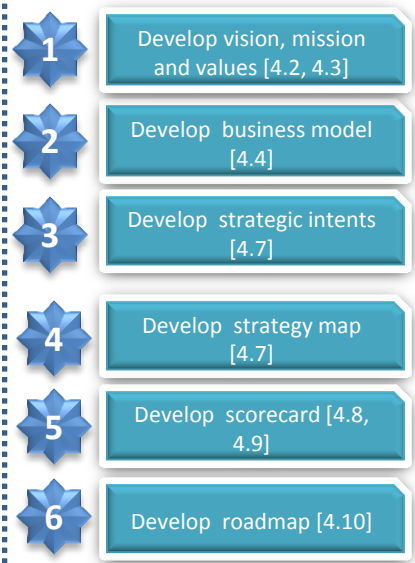 1
Develop vision, mission
and values [4.2, 4.3]
2
Develop business model
[4.4]
3
Develop strategic intents
[4.7]
4
Develop strategy map
[4.7]
5
Develop scorecard [4.8,
4.9]
6
Develop roadmap [4.10]